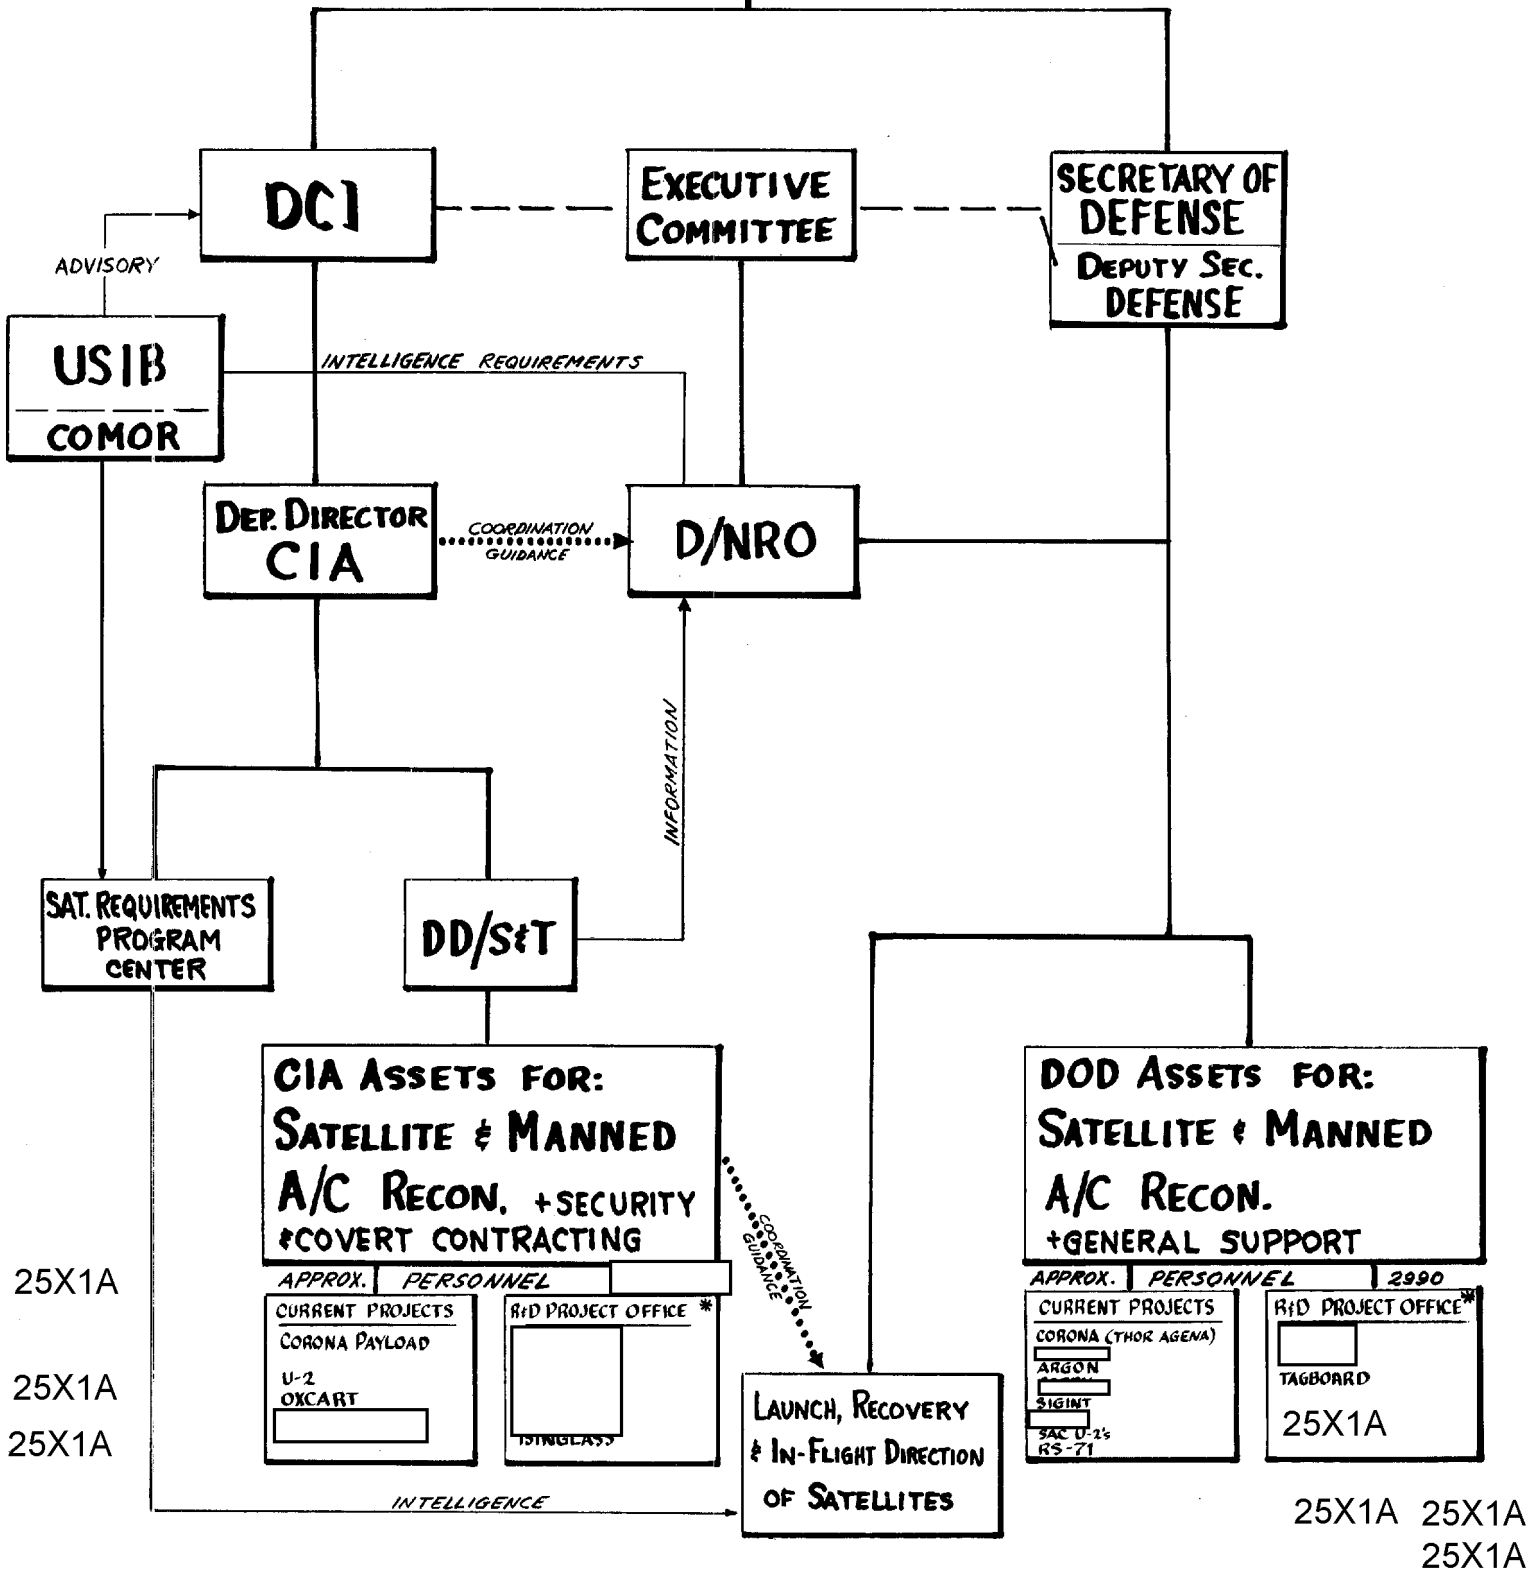 DCI
EXECUTIVE
COMMITTEE
SECRETARY OF
DEFENSE
DEPUTY SEC.
DEFENSE
ADVISORY
USIB
COMOR
INTELLIGENCE REQUIREMENTS
DEP. DIRECTOR
CIA
COORDINATION
GUIDANCE
D/NRO
INFORMATION
SAT. REQUIREMENTS
PROGRAM
CENTER
DD/S&T
CIA ASSETS FOR:
SATELLITE & MANNED
A/C RECON. +SECURITY
&COVERT CONTRACTING
COORDINATION
GUIDANCE
DOD ASSETS FOR:
SATELLITE & MANNED
A/C RECON.
+GENERAL SUPPORT
25X1A
APPROX. PERSONNEL
CURRENT PROJECTS
CORONA PAYLOAD
U-2
OXCART
R&D PROJECT OFFICE *
ISINGLASS
25X1A
25X1A
APPROX. PERSONNEL 2990
CURRENT PROJECTS
CORONA (THOR AGENA)
ARGON
SIGINT
SAC U-2's
RS-71
R&D PROJECT OFFICE*
TAGBOARD
25X1A
LAUNCH, RECOVERY
& IN-FLIGHT DIRECTION
OF SATELLITES
INTELLIGENCE
25X1A 25X1A
25X1A